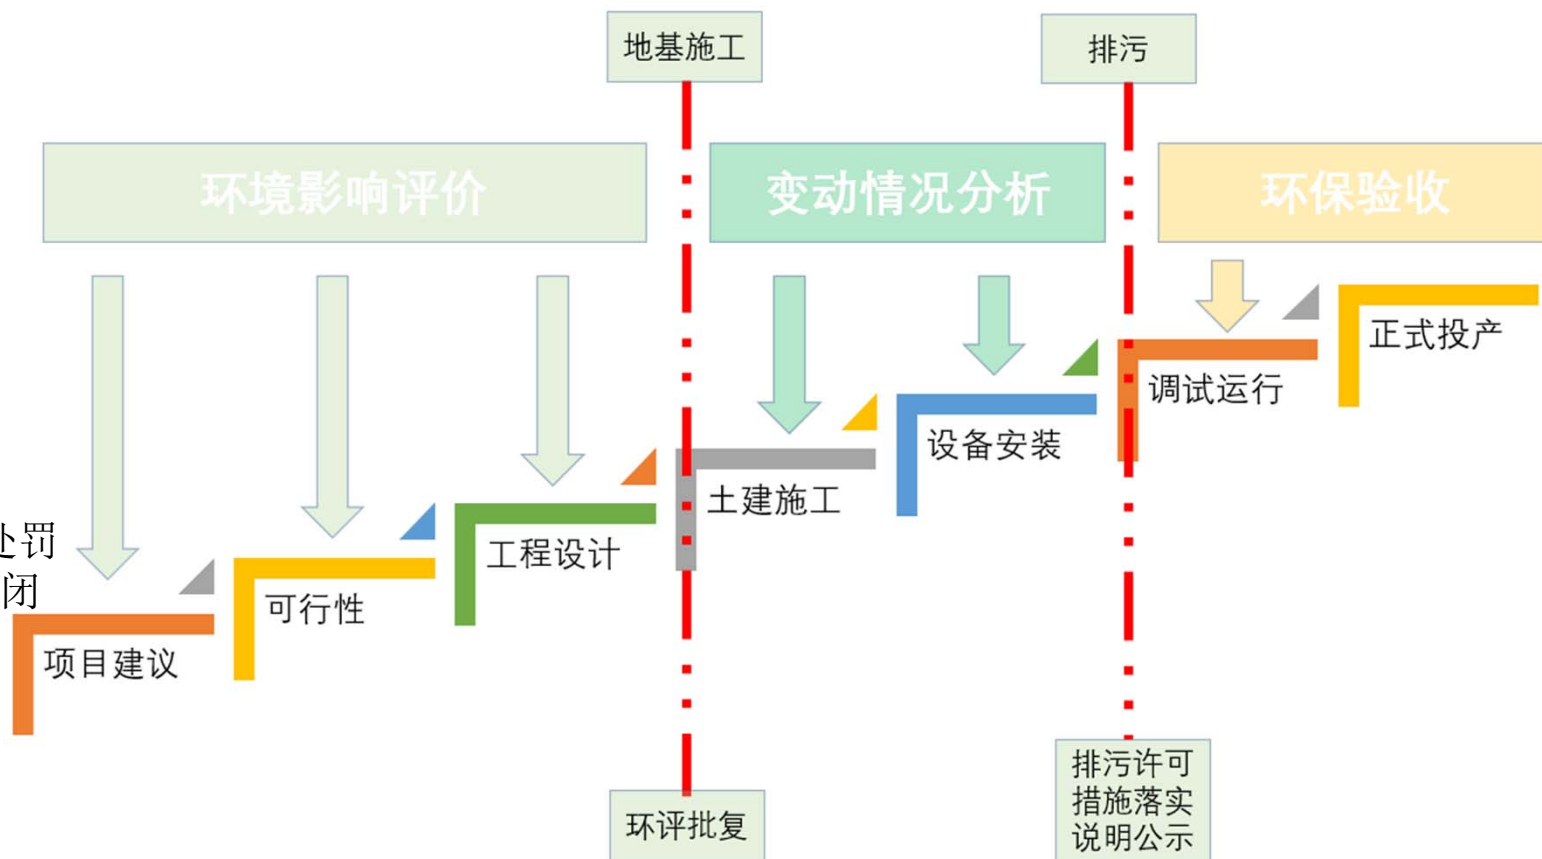 地基施工
排污
环境影响评价
变动情况分析
环保验收
正式投产
调试运行
设备安装
土建施工
工程设计
可行性
项目建议
处罚
闭
环评批复
排污许可
措施落实
说明公示